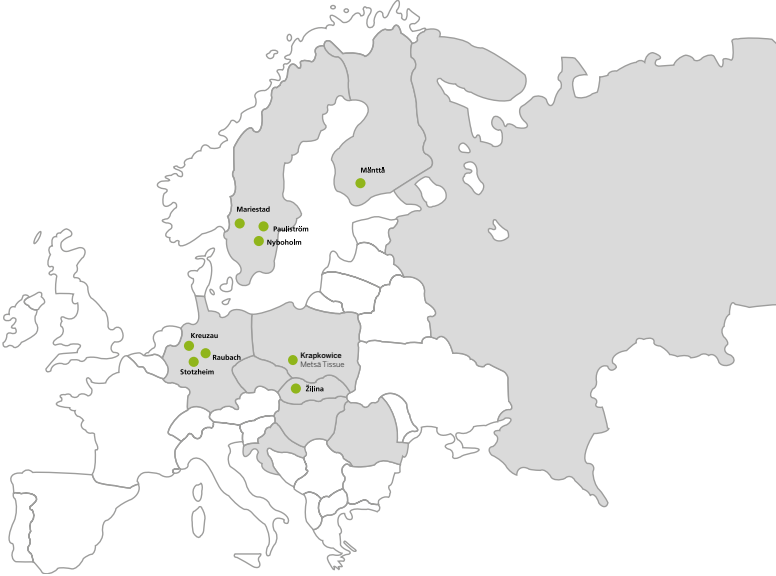 Mänttä
Mariestad
Pauliström
Nyboholm
Kreuzau
Raubach
Stotzheim
Krapkowice
Metsä Tissue
Žilina